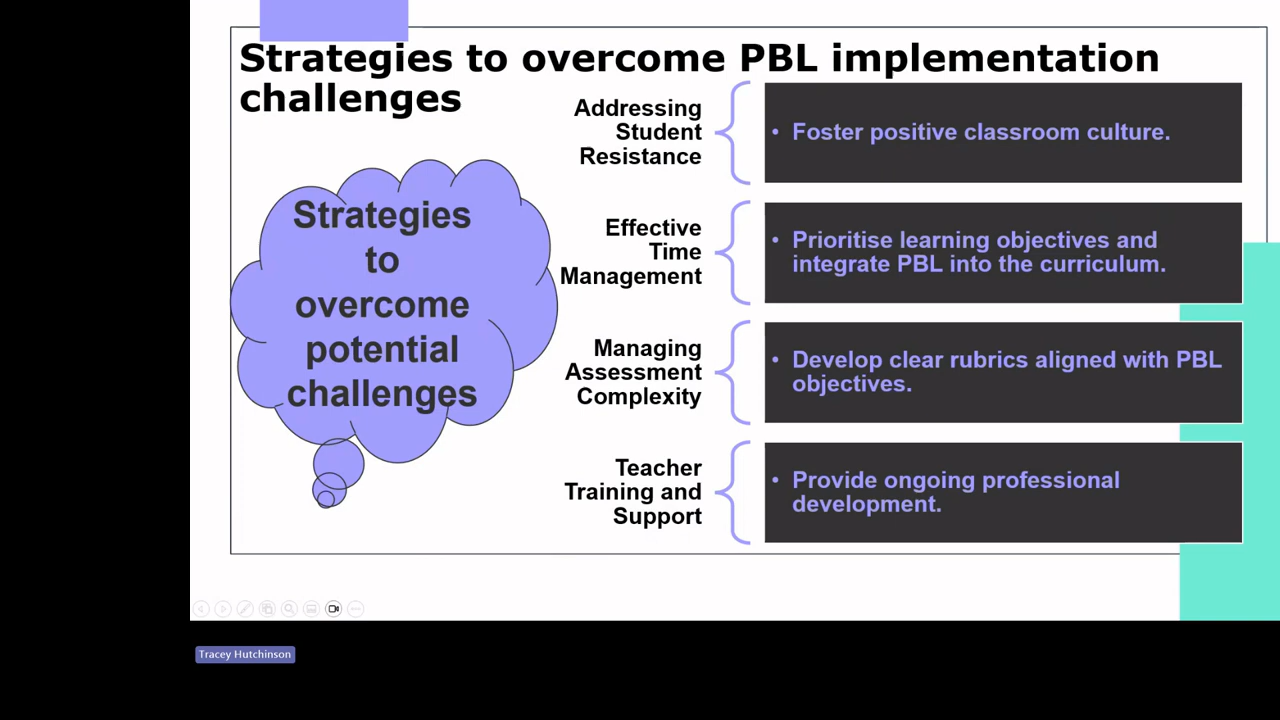 Strategies to overcome PBL implementation
challenges
Strategies
to
overcome
potential
challenges
Addressing
Student
Resistance
• Foster positive classroom culture.
Effective
Time
Management
• Prioritise learning objectives and
integrate PBL into the curriculum.
Managing
Assessment
Complexity
• Develop clear rubrics aligned with PBL
objectives.
Teacher
Training and
Support
• Provide ongoing professional
development.
Tracey Hutchinson